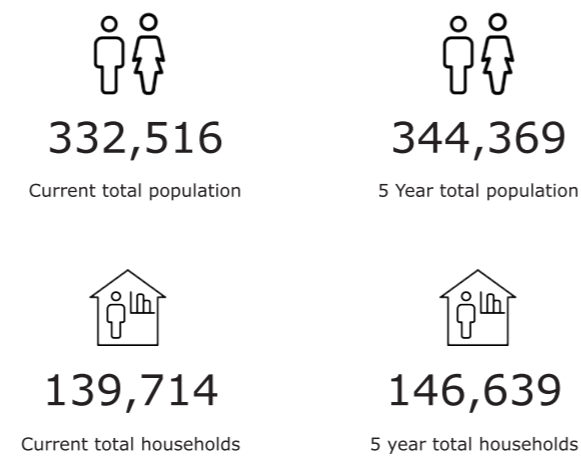 332,516
344,369
Current total population
5 Year total population
139,714
146,639
Current total households
5 year total households